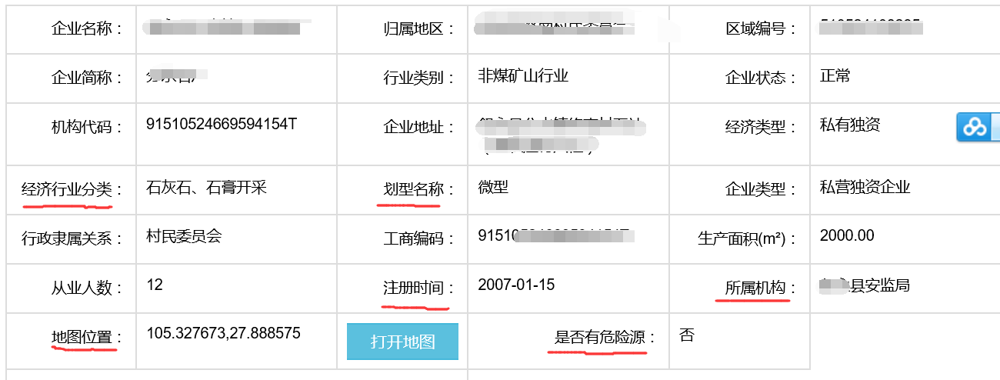 企业名称： 归属地区： 区域编号：
企业简称： 行业类别： 非煤矿山行业 企业状态： 正常
机构代码： 91510524669594154T 企业地址： 经济类型： 私有独资
经济行业分类： 石灰石、石膏开采 划型名称： 微型 企业类型： 私营独资企业
行政隶属关系： 村民委员会 工商编码： 91510 生产面积(m²)： 2000.00
从业人数： 12 注册时间： 2007-01-15 所属机构： 县安监局
地图位置： 105.327673,27.888575 打开地图 是否有危险源： 否